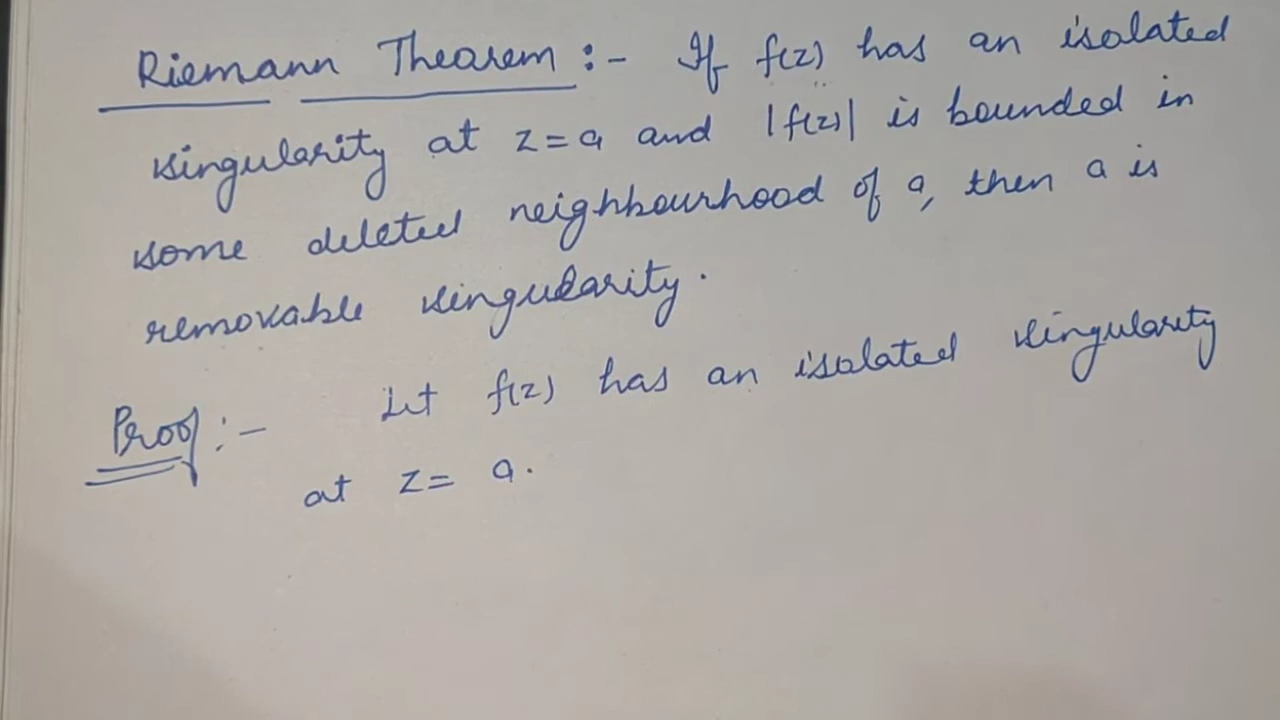 Riemann Thearem :- If f(z) has an isolated
singularity at z=a and |f(z)| is bounded in
some deleted neighbourhood of a, then a is
removable singularity.
Proof :- Let f(z) has an isolated singularity
at z= a.